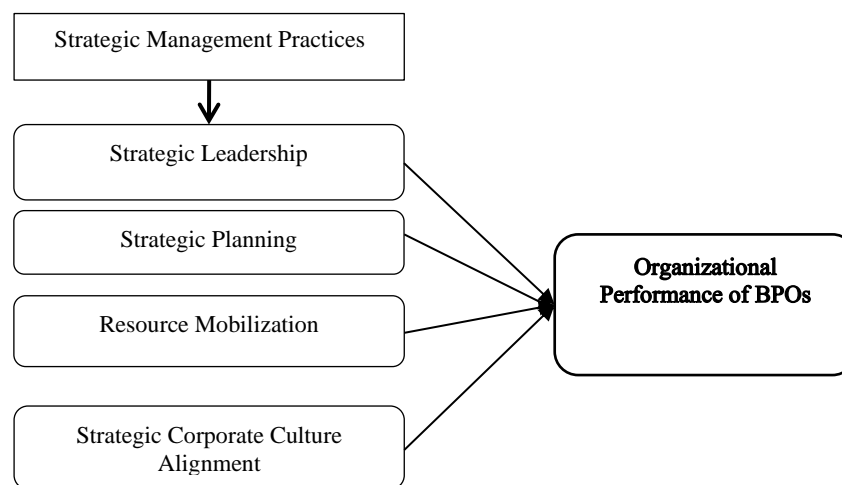 Strategic Management Practices
Strategic Leadership
Strategic Planning
Resource Mobilization
Strategic Corporate Culture
Alignment
Organizational
Performance of BPOs